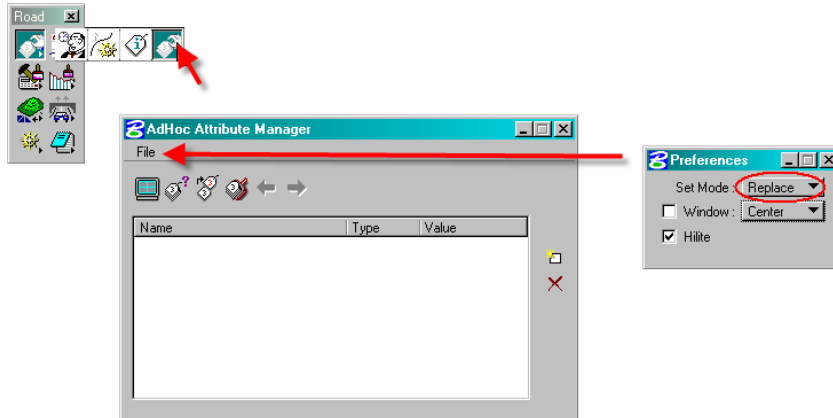 Road
AdHoc Attribute Manager
File
Name Type Value
Preferences
Set Mode : Replace
Window : Center
Hilite